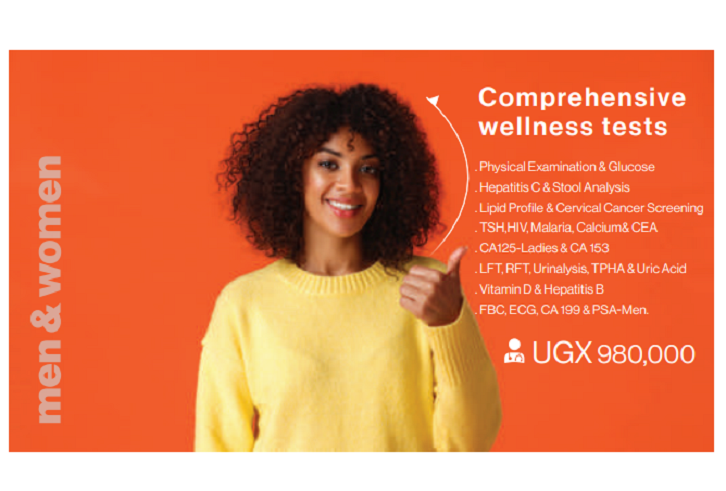 men & women
Comprehensive
wellness tests
. Physical Examination & Glucose
. Hepatitis C & Stool Analysis
. Lipid Profile & Cervical Cancer Screening
. TSH,HIV, Malaria, Calcium& CEA
. CA125-Ladies & CA 153
. LFT, RFT, Urinalysis, TPHA & Uric Acid
. Vitamin D & Hepatitis B
. FBC, ECG, CA 199 & PSA-Men.
UGX 980,000